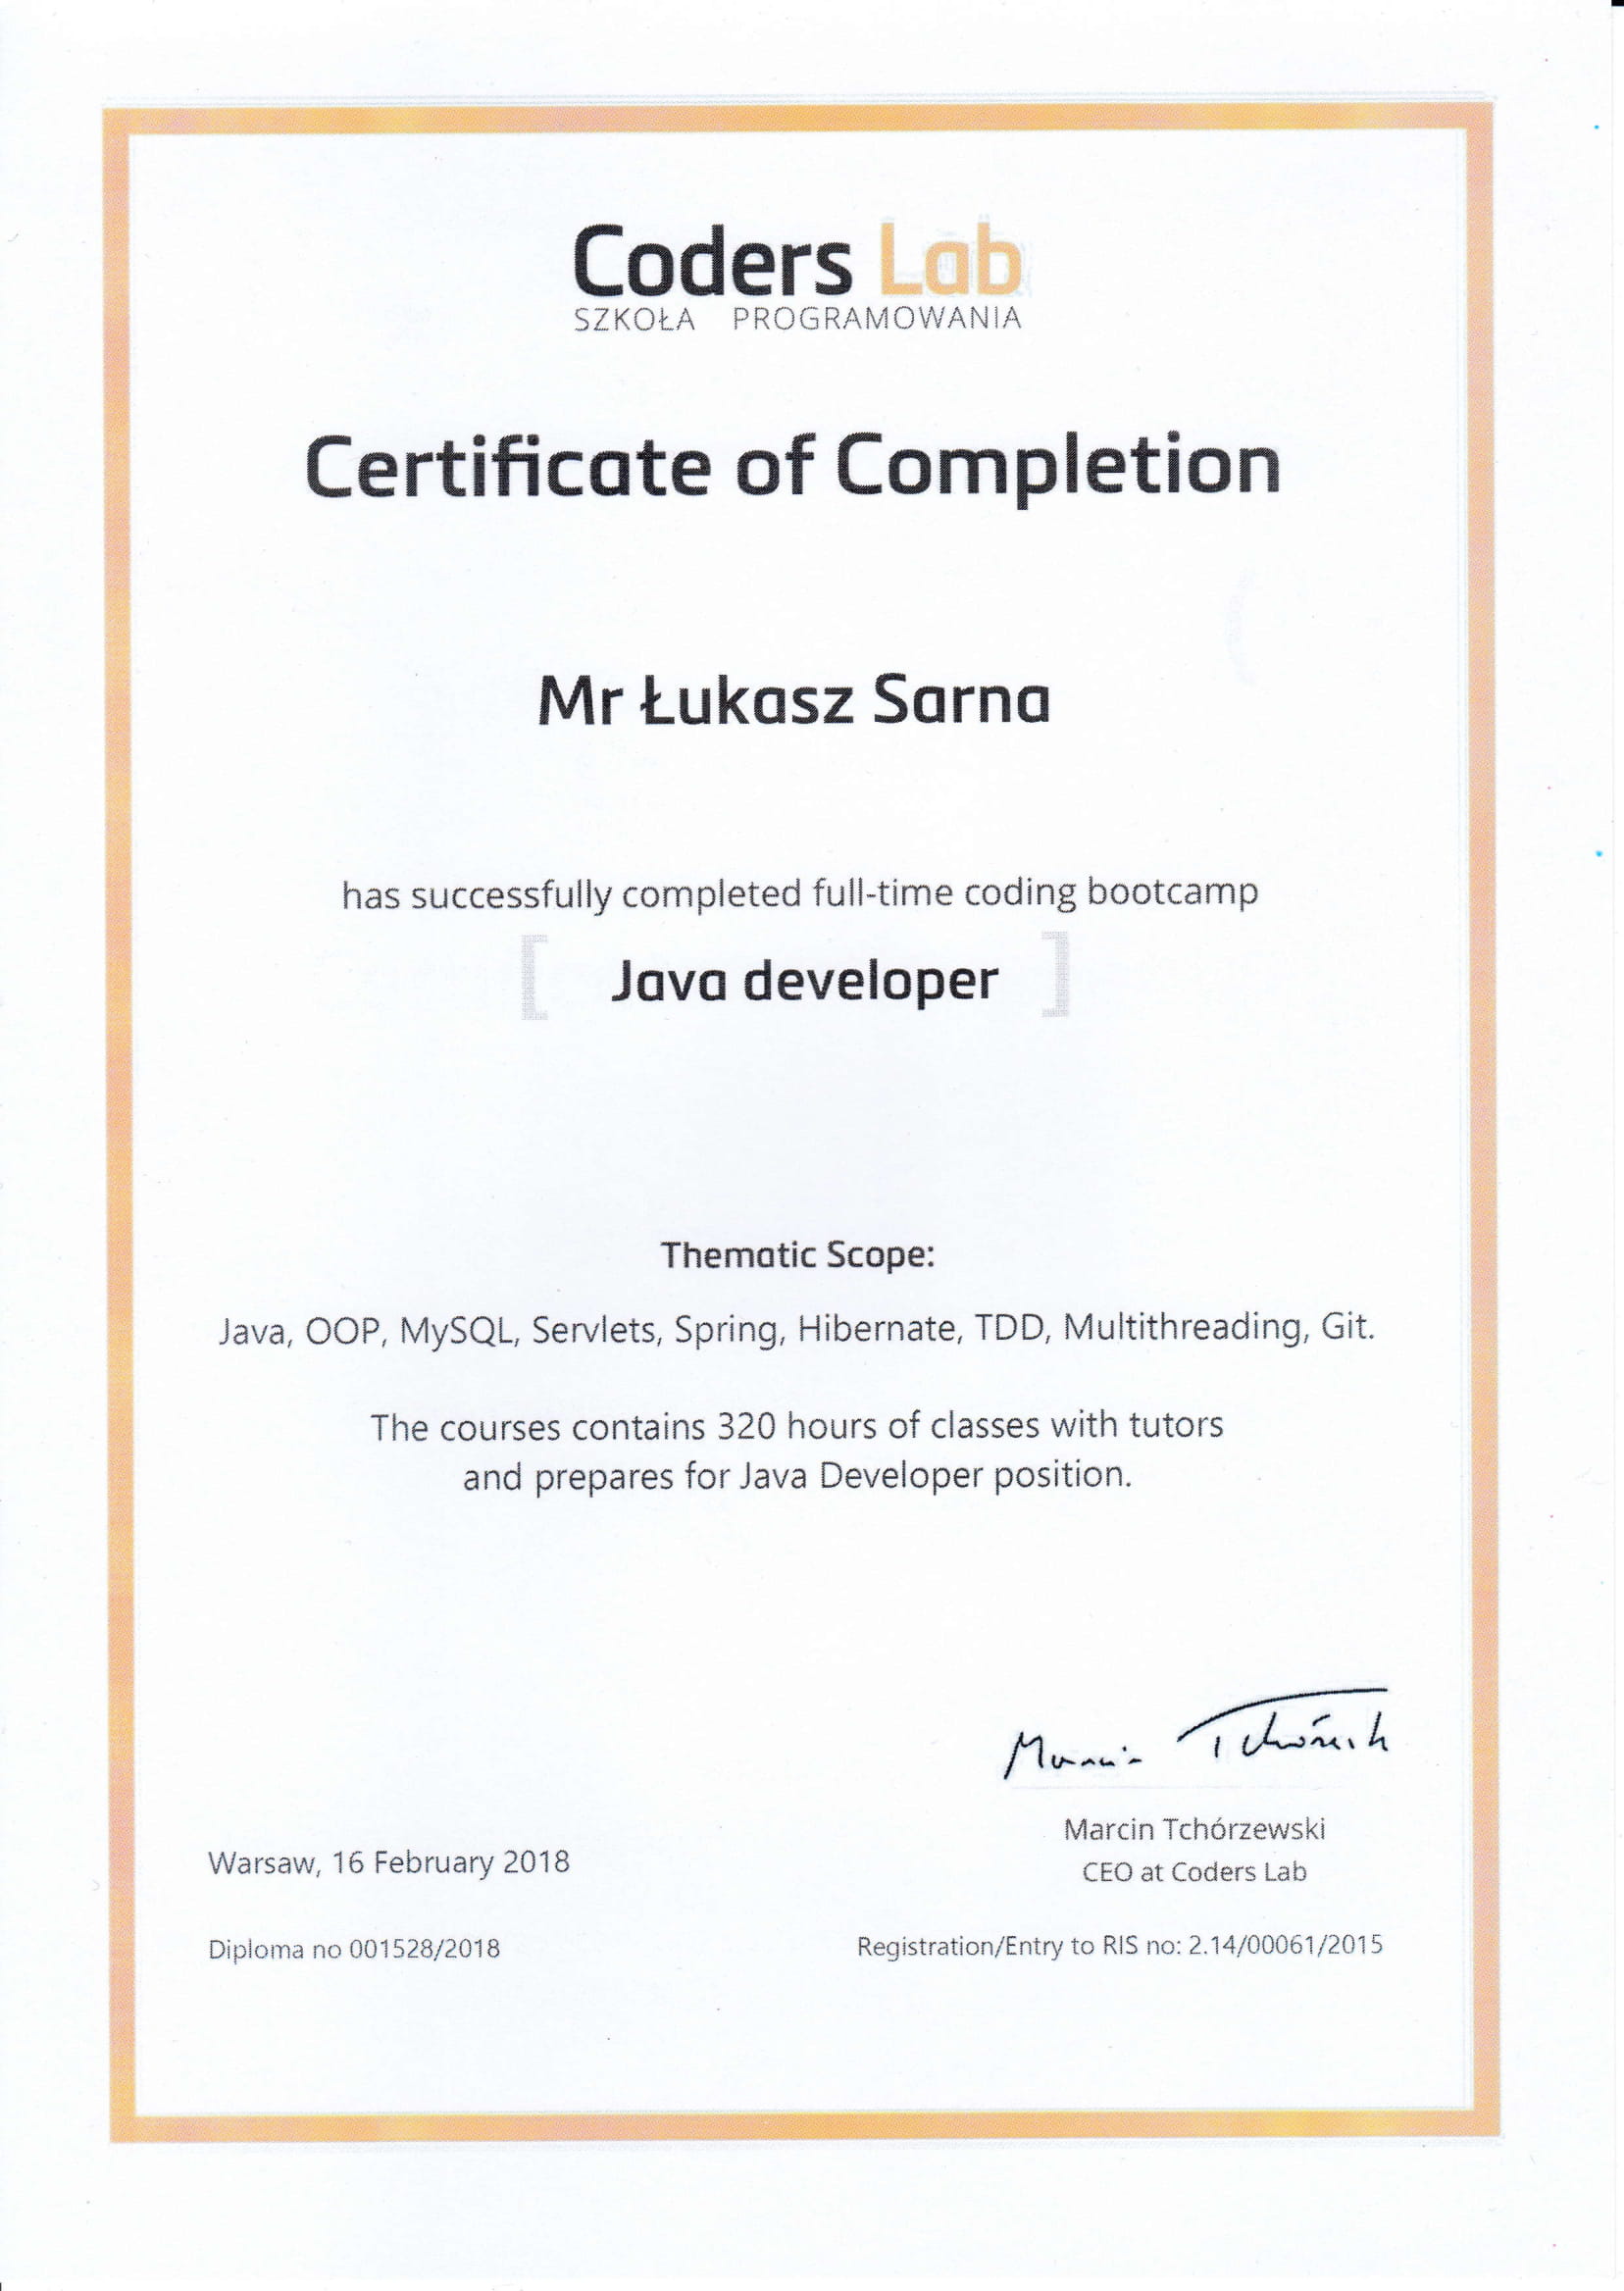 Coders Lab
SZKOŁA PROGRAMOWANIA
Certificate of Completion
Mr Łukasz Sarna
has successfully completed full-time coding bootcamp
[ Java developer ]
Thematic Scope:
Java, OOP, MySQL, Servlets, Spring, Hibernate, TDD, Multithreading, Git.
The courses contains 320 hours of classes with tutors
and prepares for Java Developer position.
Marcin Tchórzewski
CEO at Coders Lab
Warsaw, 16 February 2018
Diploma no 001528/2018
Registration/Entry to RIS no: 2.14/00061/2015